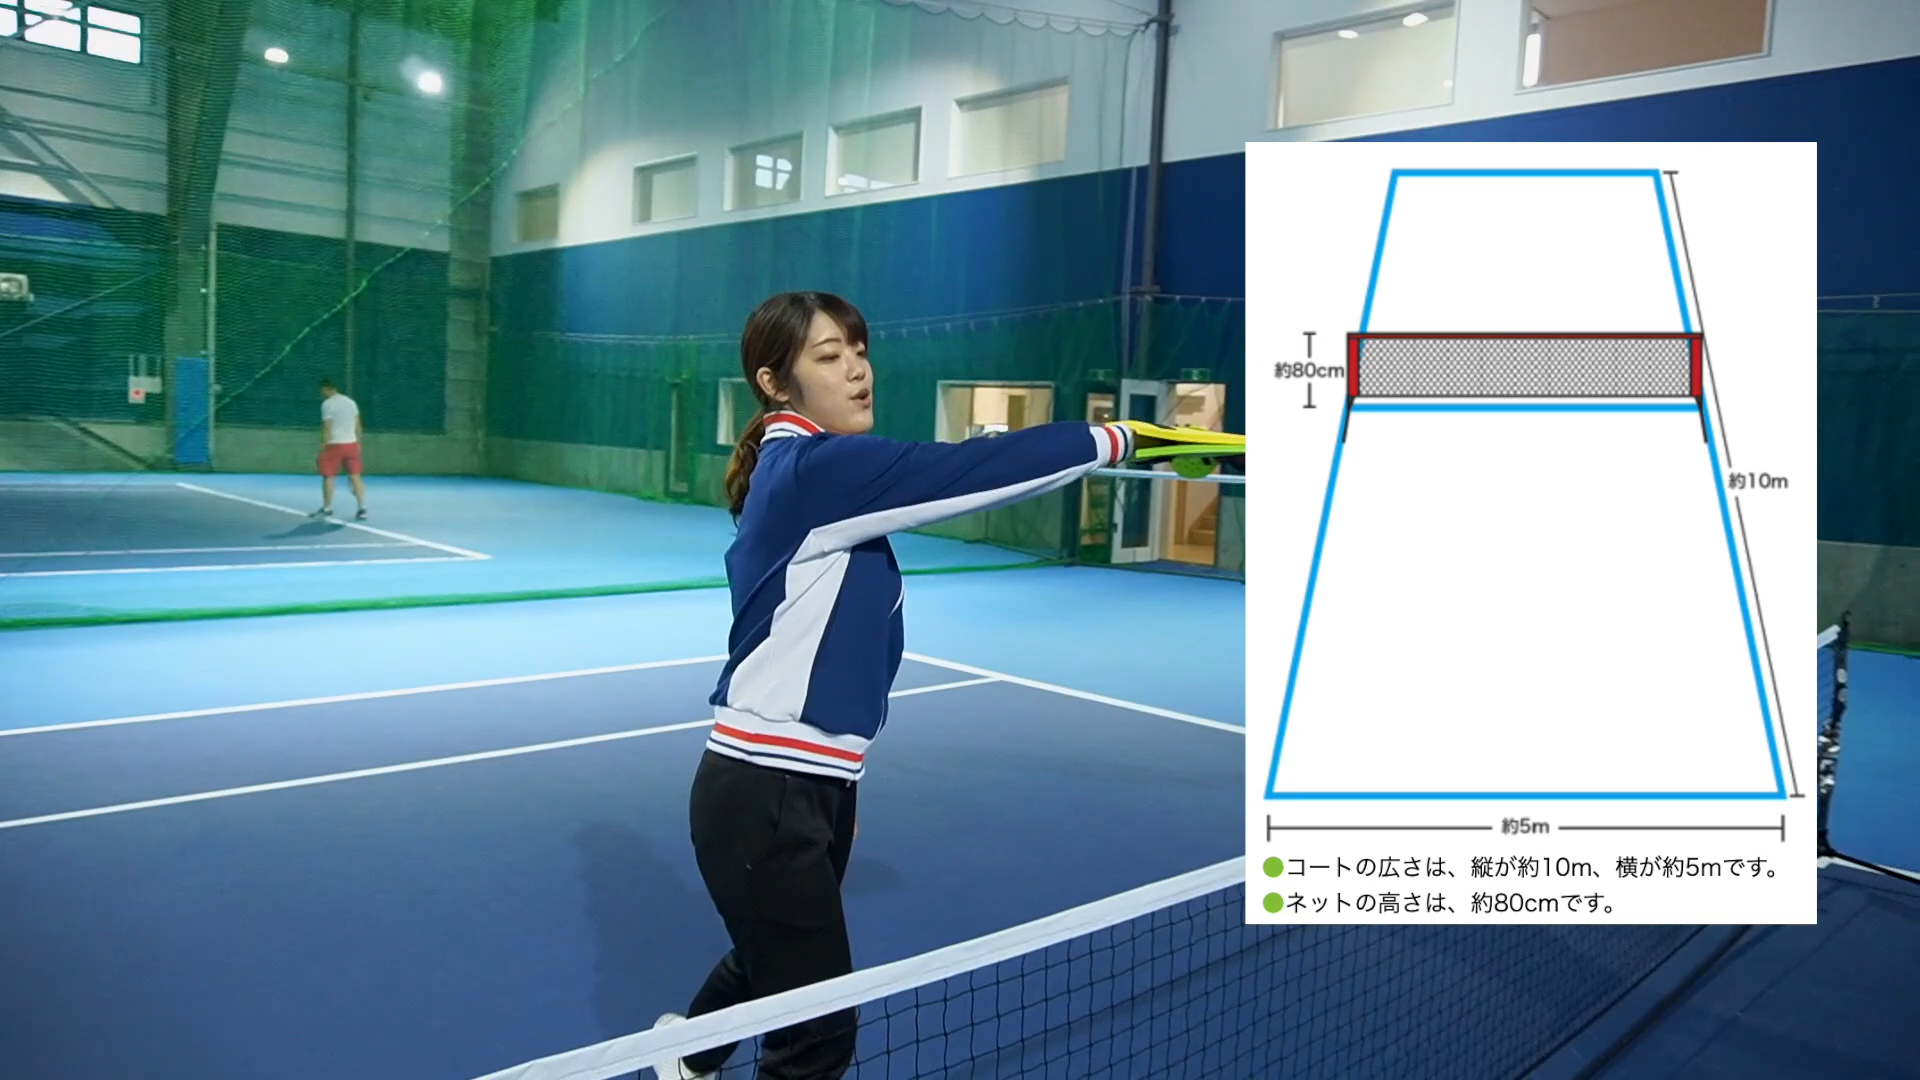 約80cm
約10m
約5m
●コートの広さは、縦が約10m、横が約5mです。
●ネットの高さは、約80cmです。